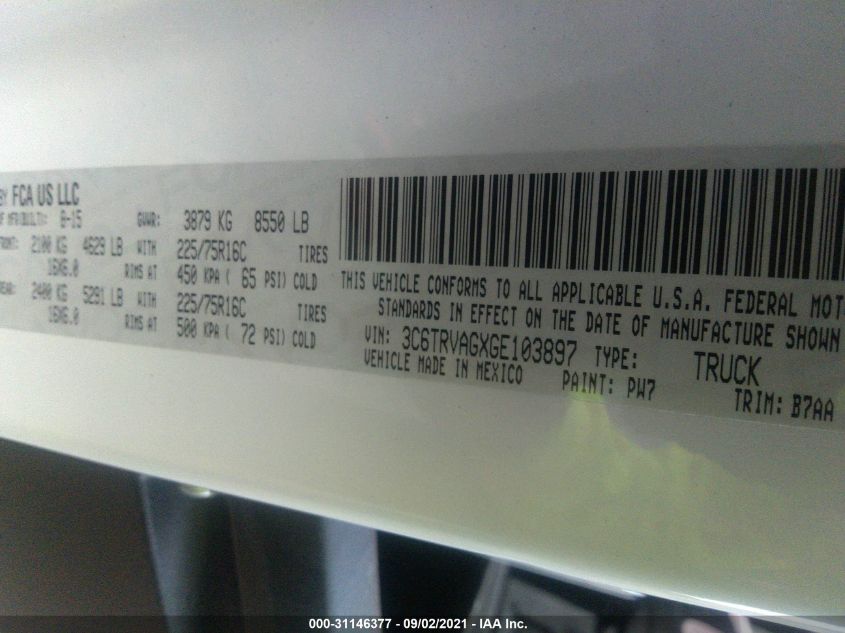 BY FCA US LLC
OF MFR(BUILT): 8-15 GVWR: 3879 KG 8550 LB
FRONT: 2100 KG 4629 LB WITH 225/75R16C TIRES
16X6.0 RIMS AT 450 KPA ( 65 PSI) COLD
REAR: 2400 KG 5291 LB WITH 225/75R16C TIRES
16X6.0 RIMS AT 500 KPA ( 72 PSI) COLD
THIS VEHICLE CONFORMS TO ALL APPLICABLE U.S.A. FEDERAL MOT
STANDARDS IN EFFECT ON THE DATE OF MANUFACTURE SHOWN
VIN: 3C6TRVAGXGE103897 TYPE: TRUCK
VEHICLE MADE IN MEXICO PAINT: PW7 TRIM: B7AA
000-31146377 - 09/02/2021 - IAA Inc.